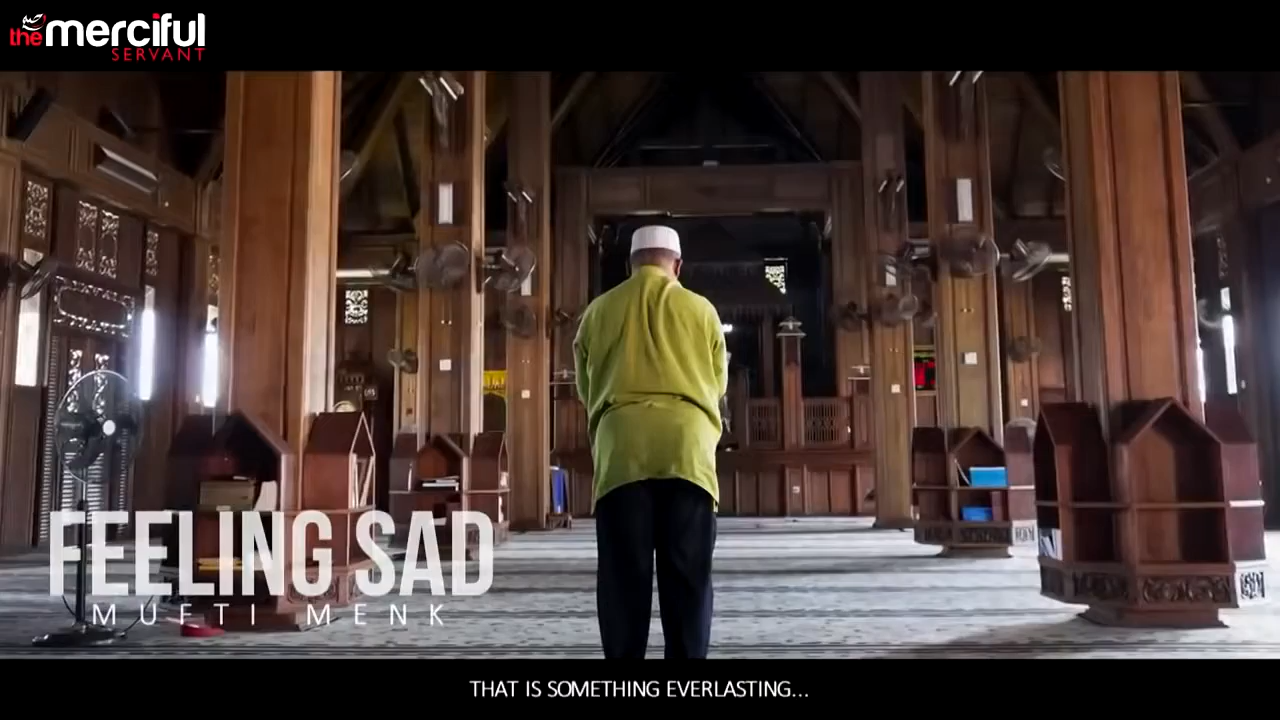 the merciful
SERVANT
FEELING SAD
MUFTI MENK
THAT IS SOMETHING EVERLASTING...